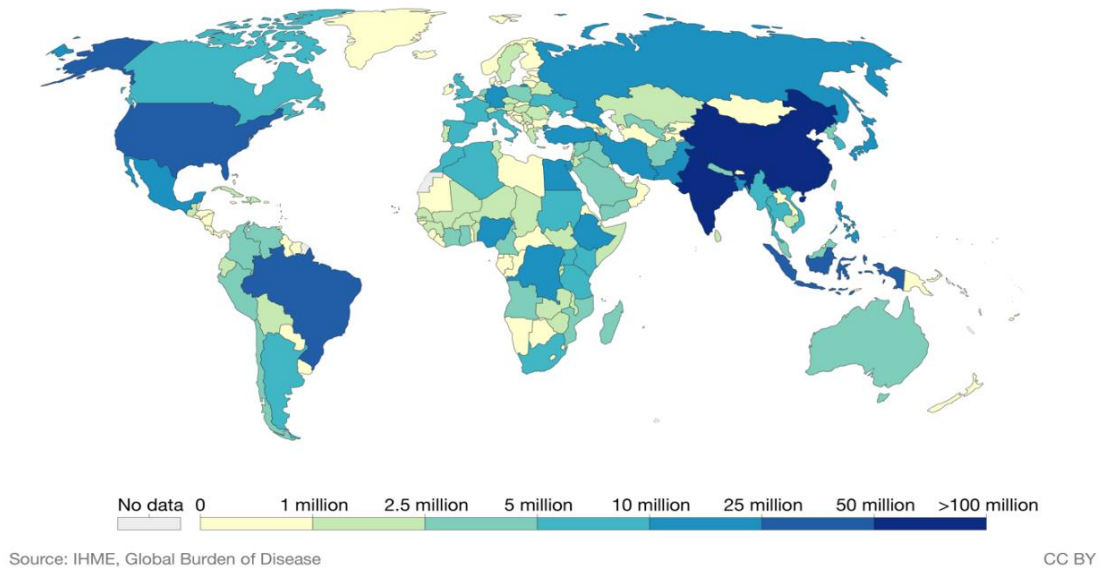 No data 0 1 million 2.5 million 5 million 10 million 25 million 50 million >100 million
Source: IHME, Global Burden of Disease CC BY